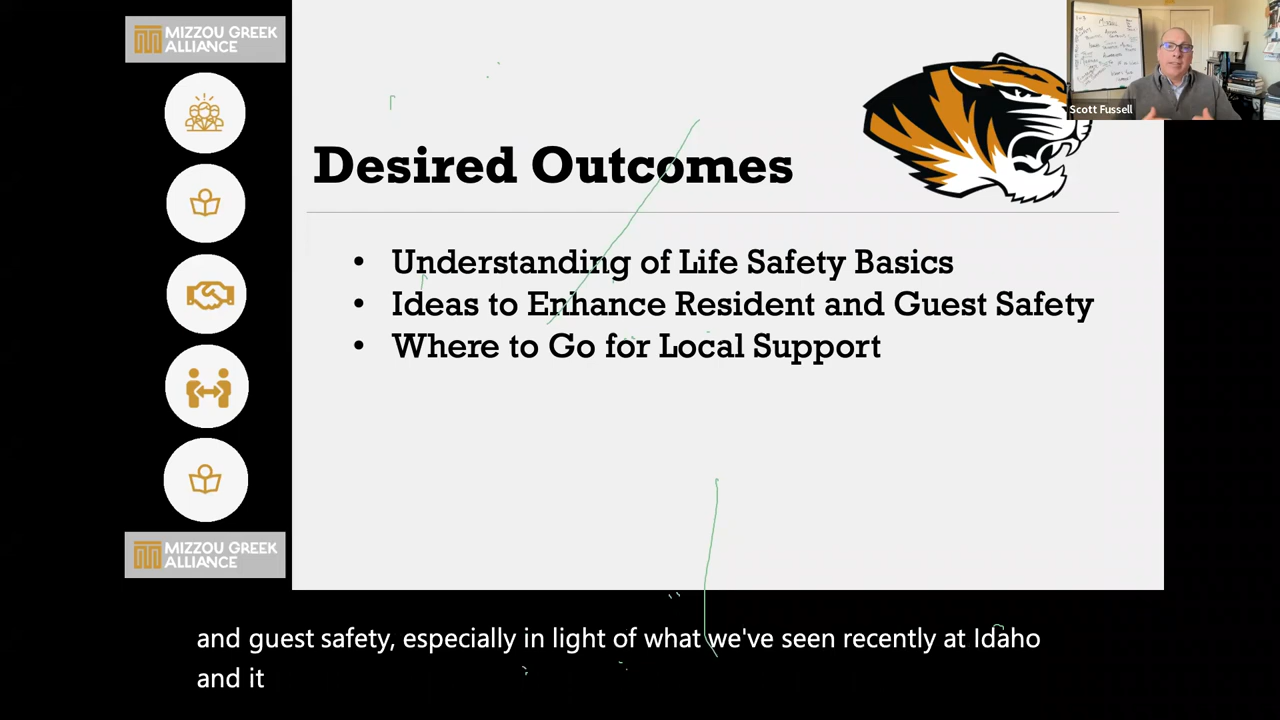 MIZZOU GREEK
ALLIANCE
Scott Fussell
Desired Outcomes
• Understanding of Life Safety Basics
• Ideas to Enhance Resident and Guest Safety
• Where to Go for Local Support
MIZZOU GREEK
ALLIANCE
and guest safety, especially in light of what we've seen recently at Idaho
and it